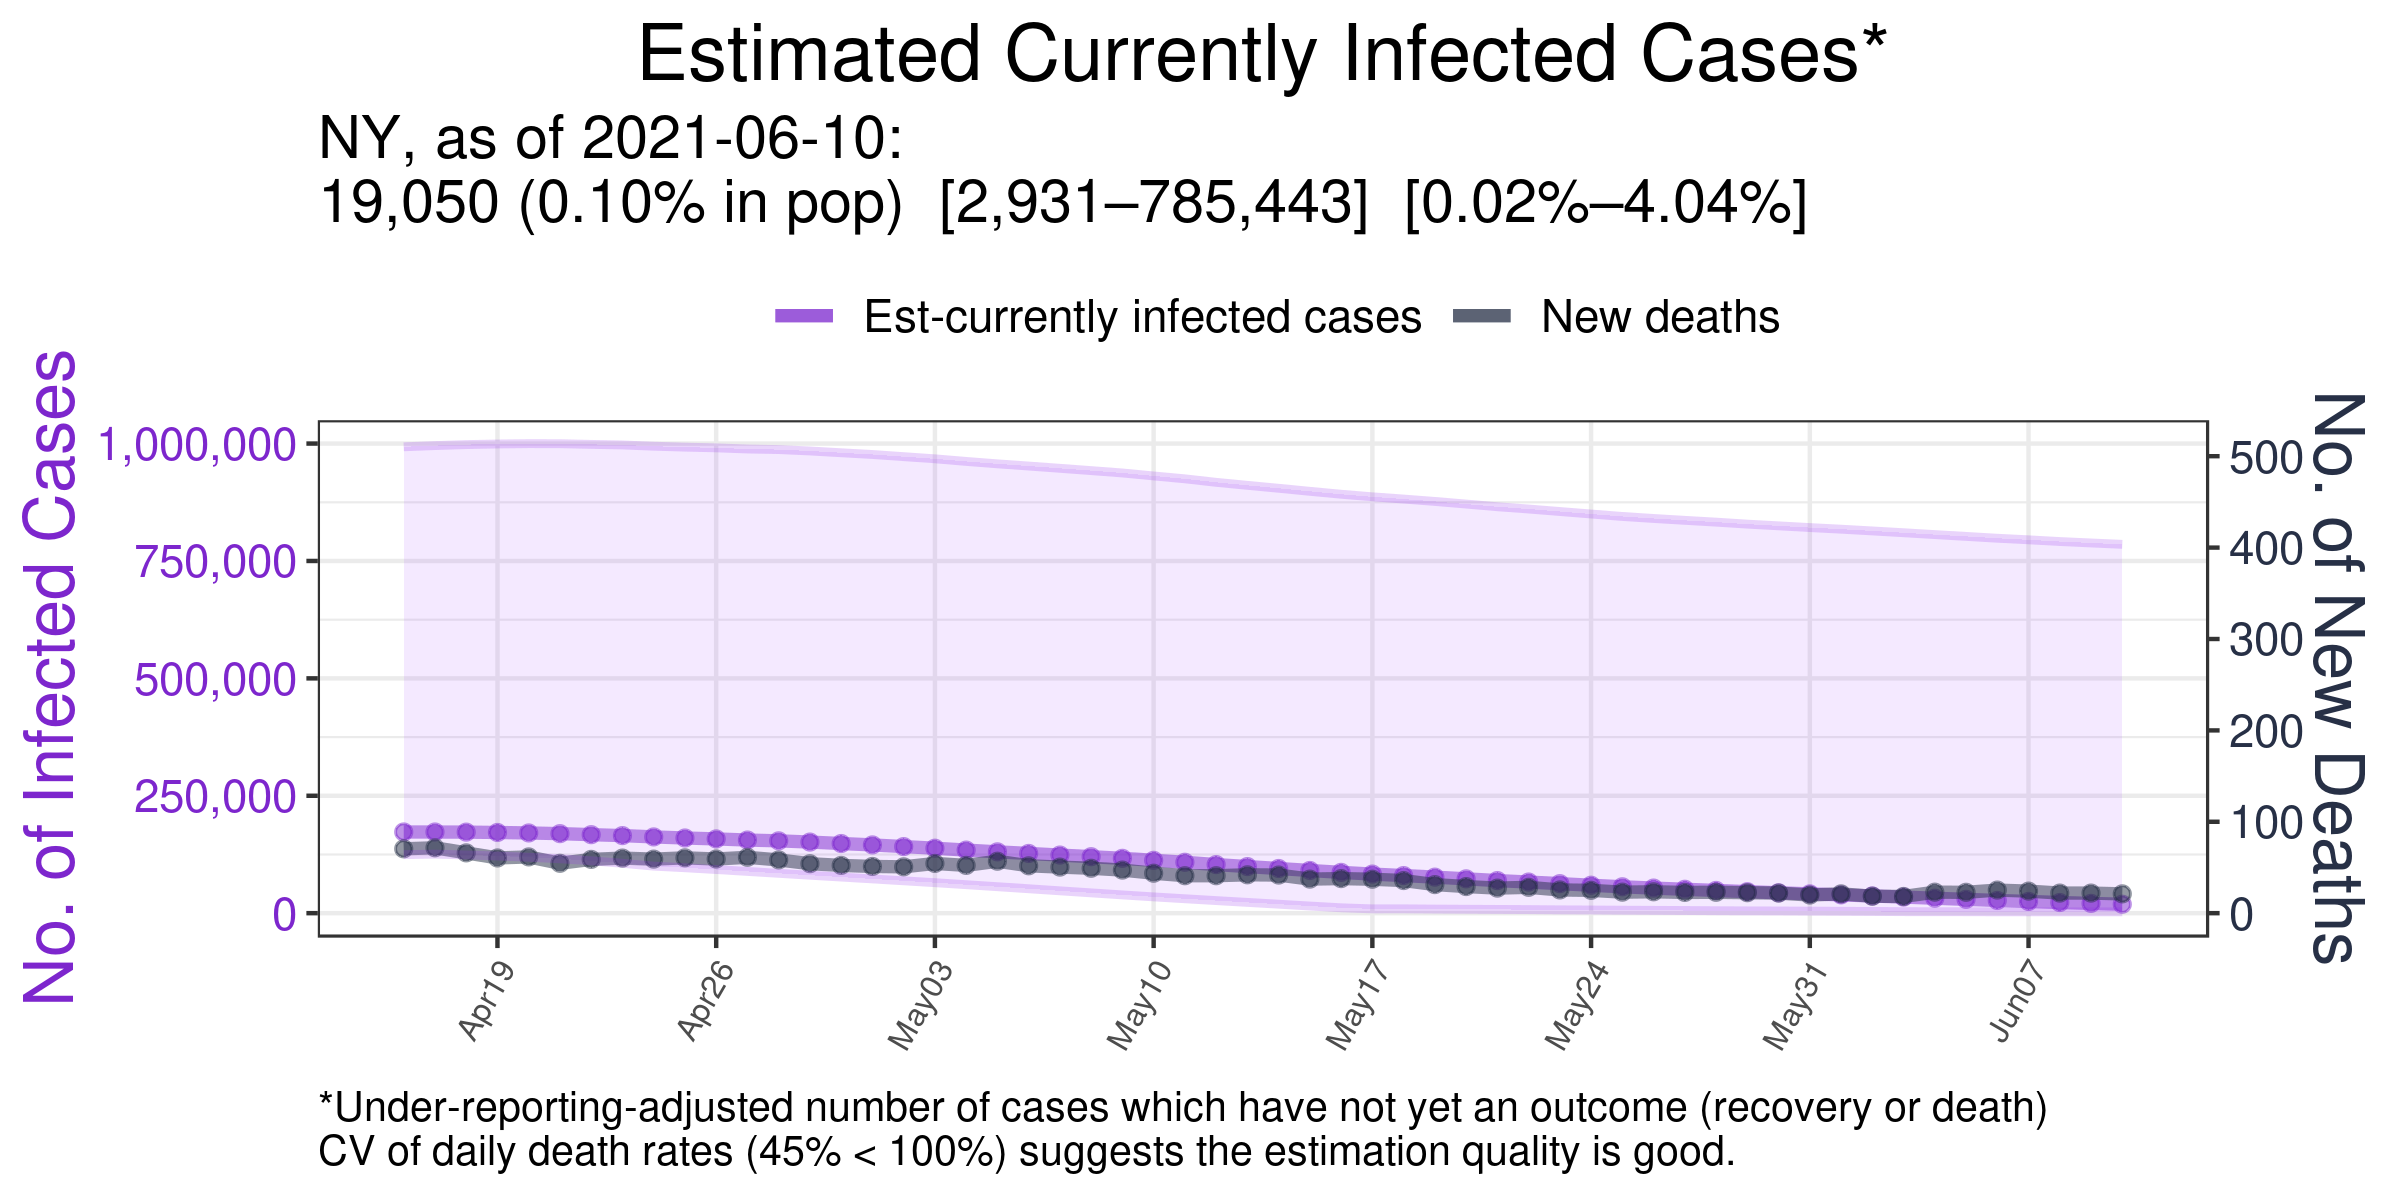 Estimated Currently Infected Cases*
NY, as of 2021-06-10:
19,050 (0.10% in pop)  [2,931–785,443]  [0.02%–4.04%]
Est-currently infected cases
New deaths
No. of Infected Cases
1,000,000
750,000
500,000
250,000
0
No. of New Deaths
500
400
300
200
100
0
Apr19
Apr26
May03
May10
May17
May24
May31
Jun07
*Under-reporting-adjusted number of cases which have not yet an outcome (recovery or death)
CV of daily death rates (45% < 100%) suggests the estimation quality is good.